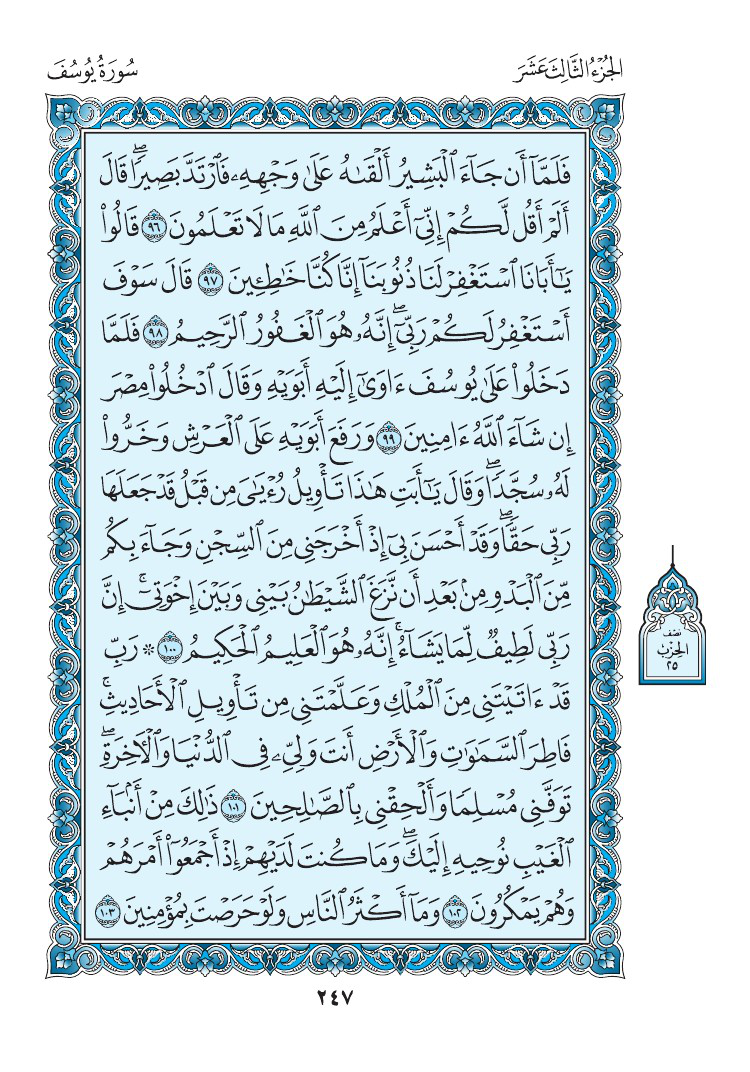 الجُزْءُ الثَّالِثَ عَشَرَ
سُورَةُ يُوسُفَ
فَلَمَّآ أَن جَآءَ ٱلْبَشِيرُ أَلْقَىٰهُ عَلَىٰ وَجْهِهِۦ فَٱرْتَدَّ بَصِيرًاۖ قَالَ
أَلَمْ أَقُل لَّكُمْ إِنِّىٓ أَعْلَمُ مِنَ ٱللَّهِ مَا لَا تَعْلَمُونَ ٩٦ قَالُوا۟
يَـٰٓأَبَانَا ٱسْتَغْفِرْ لَنَا ذُنُوبَنَآ إِنَّا كُنَّا خَـٰطِـِٔينَ ٩٧ قَالَ سَوْفَ
أَسْتَغْفِرُ لَكُمْ رَبِّىٓۖ إِنَّهُۥ هُوَ ٱلْغَفُورُ ٱلرَّحِيمُ ٩٨ فَلَمَّا
دَخَلُوا۟ عَلَىٰ يُوسُفَ ءَاوَىٰٓ إِلَيْهِ أَبَوَيْهِ وَقَالَ ٱدْخُلُوا۟ مِصْرَ
إِن شَآءَ ٱللَّهُ ءَامِنِينَ ٩٩ وَرَفَعَ أَبَوَيْهِ عَلَى ٱلْعَرْشِ وَخَرُّوا۟
لَهُۥ سُجَّدًاۖ وَقَالَ يَـٰٓأَبَتِ هَـٰذَا تَأْوِيلُ رُءْيَـٰىَ مِن قَبْلُ قَدْ جَعَلَهَا
رَبِّى حَقًّاۖ وَقَدْ أَحْسَنَ بِىٓ إِذْ أَخْرَجَنِى مِنَ ٱلسِّجْنِ وَجَآءَ بِكُم
مِّنَ ٱلْبَدْوِ مِنۢ بَعْدِ أَن نَّزَغَ ٱلشَّيْطَـٰنُ بَيْنِى وَبَيْنَ إِخْوَتِىٓۚ إِنَّ
رَبِّى لَطِيفٌ لِّمَا يَشَآءُۚ إِنَّهُۥ هُوَ ٱلْعَلِيمُ ٱلْحَكِيمُ ١٠٠ * رَبِّ
قَدْ ءَاتَيْتَنِى مِنَ ٱلْمُلْكِ وَعَلَّمْتَنِى مِن تَأْوِيلِ ٱلْأَحَادِيثِۚ
فَاطِرَ ٱلسَّمَـٰوَٰتِ وَٱلْأَرْضِ أَنتَ وَلِىِّۦ فِى ٱلدُّنْيَا وَٱلْـَٔاخِرَةِۖ
تَوَفَّنِى مُسْلِمًا وَأَلْحِقْنِى بِٱلصَّـٰلِحِينَ ١٠١ ذَٰلِكَ مِنْ أَنۢبَآءِ
ٱلْغَيْبِ نُوحِيهِ إِلَيْكَۖ وَمَا كُنتَ لَدَيْهِمْ إِذْ أَجْمَعُوٓا۟ أَمْرَهُمْ
وَهُمْ يَمْكُرُونَ ١٠٢ وَمَآ أَكْثَرُ ٱلنَّاسِ وَلَوْ حَرَصْتَ بِمُؤْمِنِينَ ١٠٣
نصف
الحزب
٢٥
٢٤٧